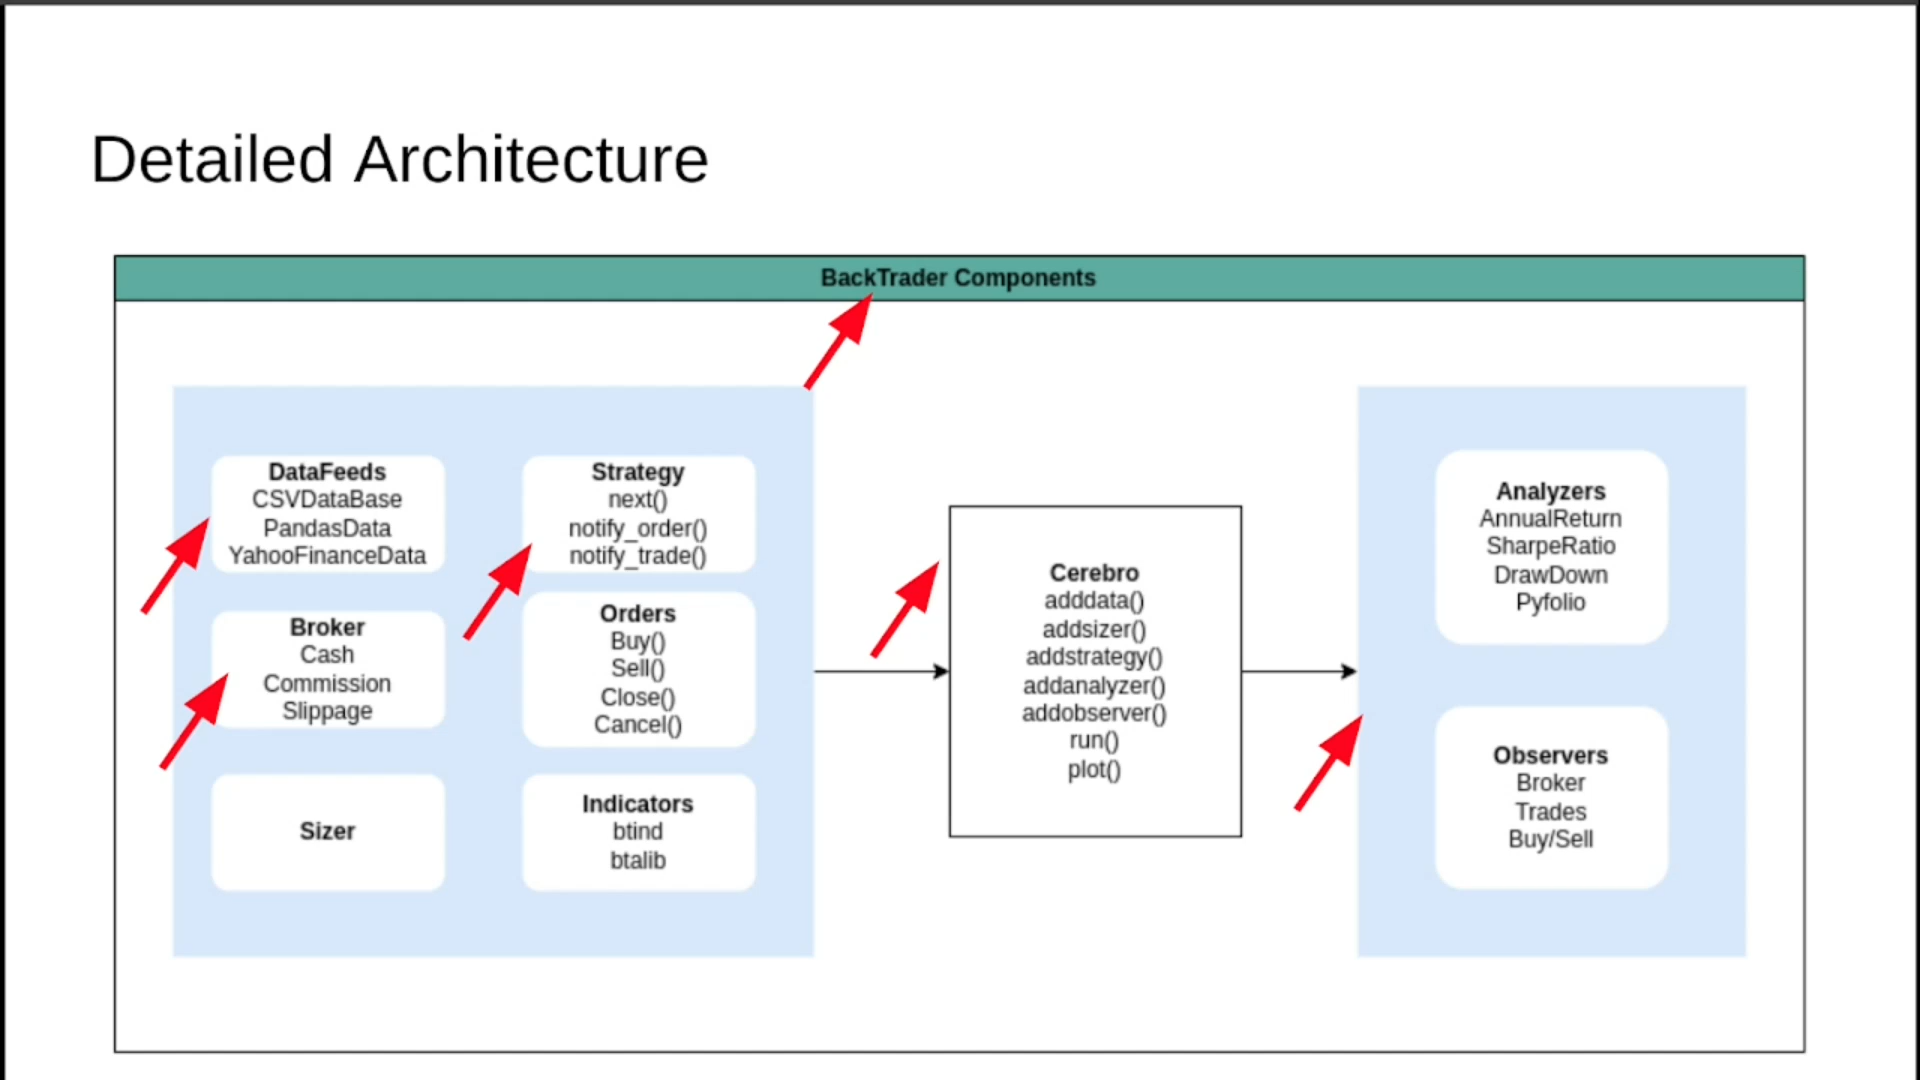 Detailed Architecture
BackTrader Components
DataFeeds
CSVDataBase
PandasData
YahooFinanceData
Broker
Cash
Commission
Slippage
Sizer
Strategy
next()
notify_order()
notify_trade()
Orders
Buy()
Sell()
Close()
Cancel()
Indicators
btind
btalib
Cerebro
adddata()
addsizer()
addstrategy()
addanalyzer()
addobserver()
run()
plot()
Analyzers
AnnualReturn
SharpeRatio
DrawDown
Pyfolio
Observers
Broker
Trades
Buy/Sell